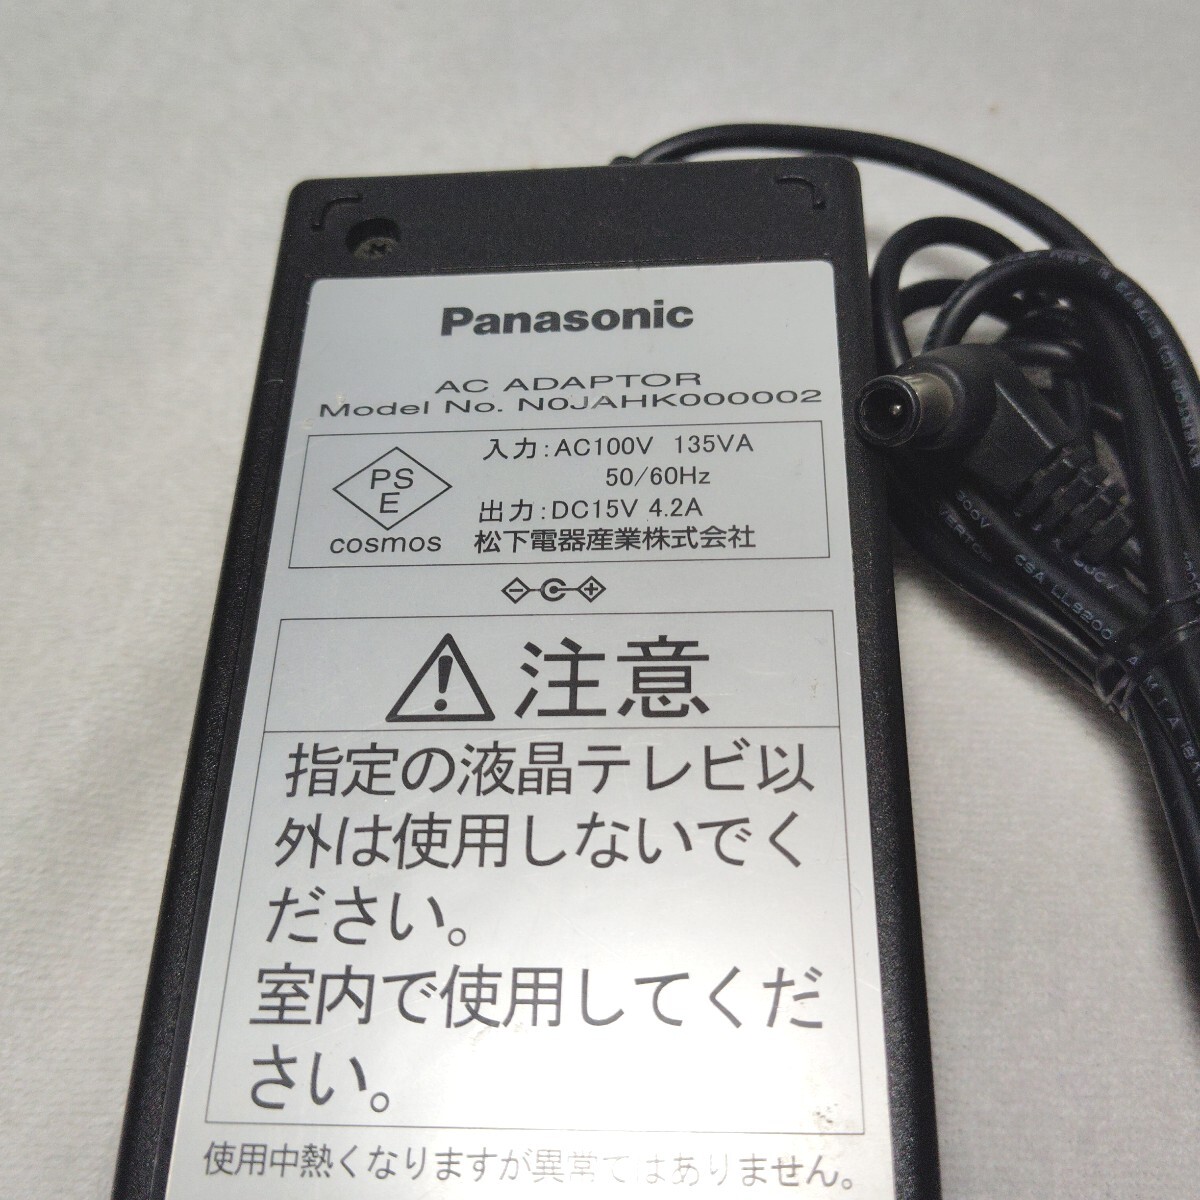 Panasonic
AC ADAPTOR
Model No. N0JAHK000002
PS
E
cosmos
入力:AC100V 135VA
50/60Hz
出力:DC15V 4.2A
松下電器産業株式会社
注意
指定の液晶テレビ以
外は使用しないでく
ださい。
室内で使用してくだ
さい。
使用中熱くなりますが異常ではありません。
300V
CSA LL9200